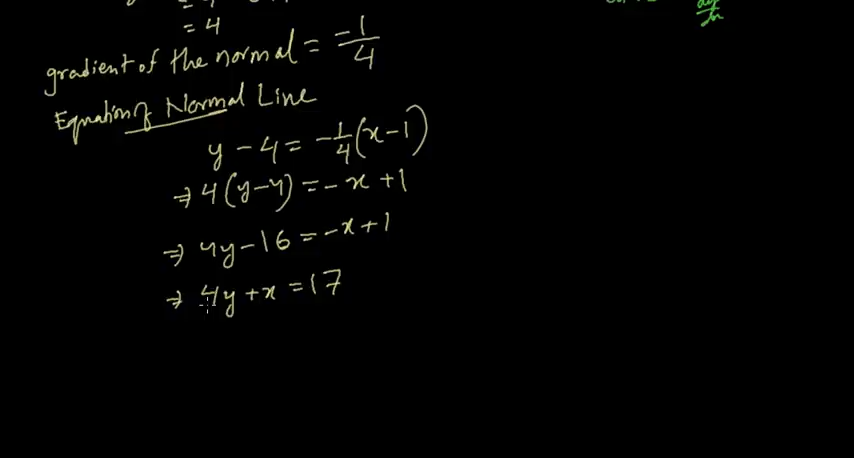 = 4
gradient of the normal = -1/4
Equation of Normal Line
y - 4 = -1/4 (x - 1)
⇒ 4(y - 4) = -x + 1
⇒ 4y - 16 = -x + 1
⇒ 4y + x = 17